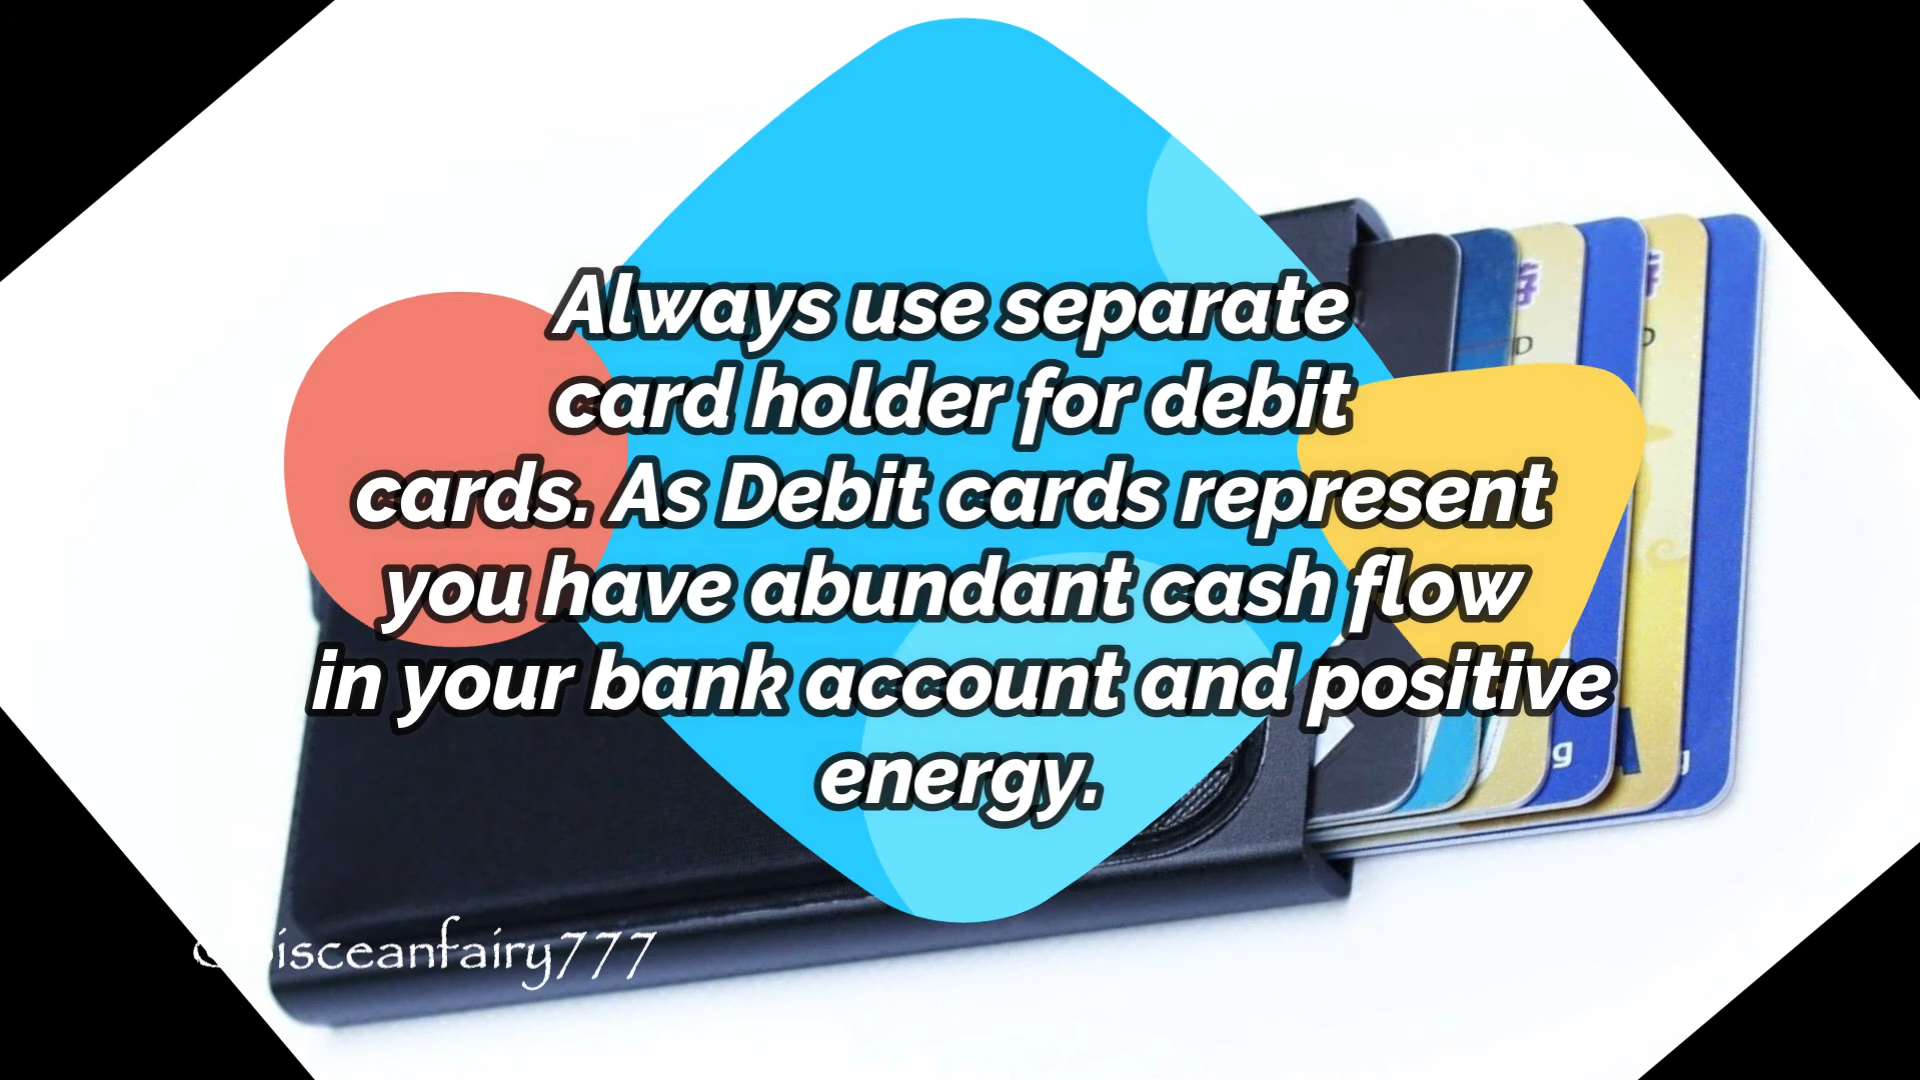 Always use separate
card holder for debit
cards. As Debit cards represent
you have abundant cash flow
in your bank account and positive
energy.
@pisceanfairy777